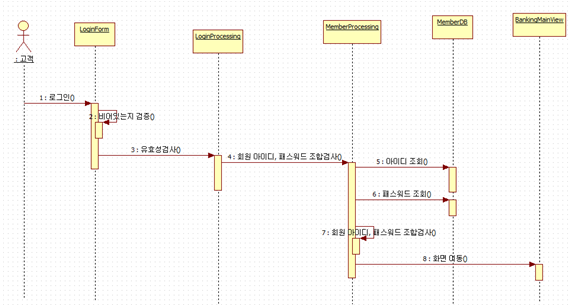 LoginForm
LoginProcessing
MemberProcessing
MemberDB
BankingMainView
: 고객
1 : 로그인()
2 : 비어있는지 검증()
3 : 유효성검사()
4 : 회원 아이디, 패스워드 조합검사()
5 : 아이디 조회()
6 : 패스워드 조회()
7 : 회원 아이디, 패스워드 조합검사()
8 : 화면 이동()